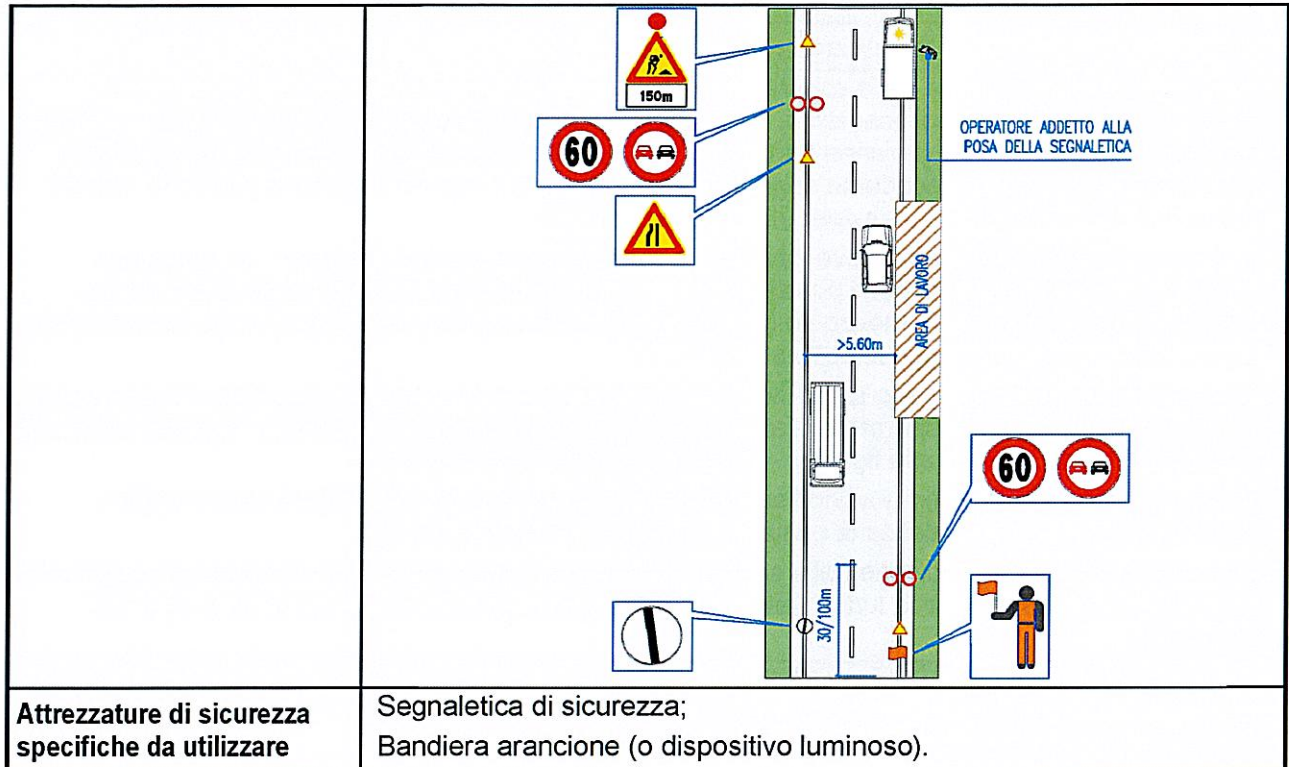 150m
60
OPERATORE ADDETTO ALLA
POSA DELLA SEGNALETICA
AREA DI LAVORO
>5.60m
60
30/100m
Attrezzature di sicurezza
specifiche da utilizzare
Segnaletica di sicurezza;
Bandiera arancione (o dispositivo luminoso).